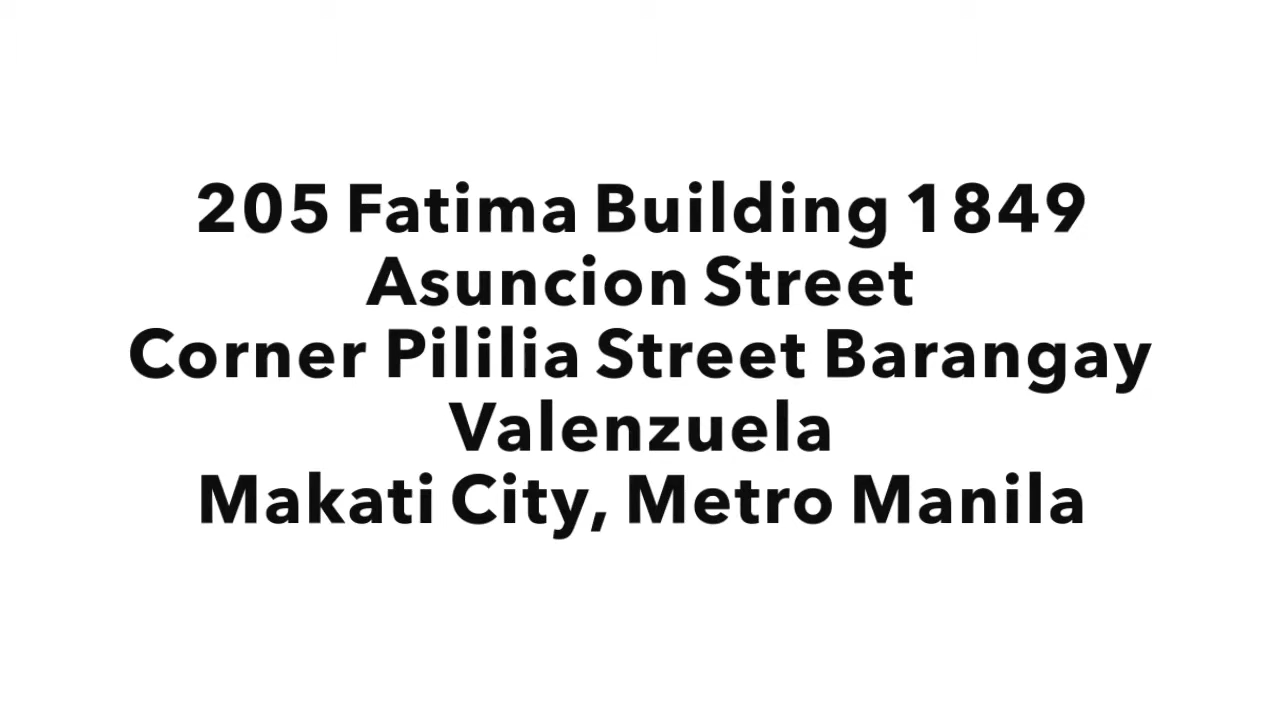 205 Fatima Building 1849
Asuncion Street
Corner Pililia Street Barangay
Valenzuela
Makati City, Metro Manila